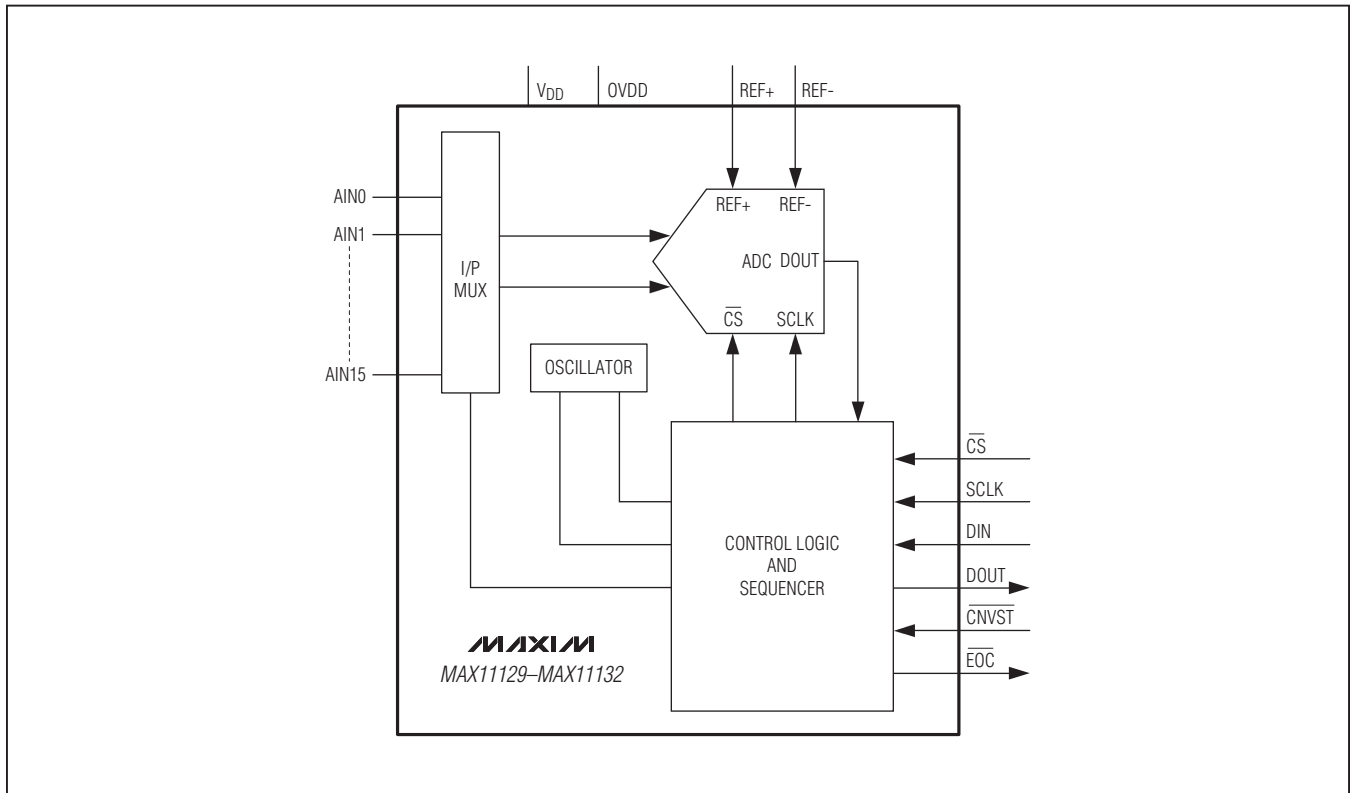 VDD
OVDD
REF+
REF-
AIN0
AIN1
AIN15
I/P
MUX
REF+
REF-
ADC
DOUT
CS
SCLK
OSCILLATOR
CONTROL LOGIC
AND
SEQUENCER
CS
SCLK
DIN
DOUT
CNVST
EOC
MAXIM
MAX11129–MAX11132